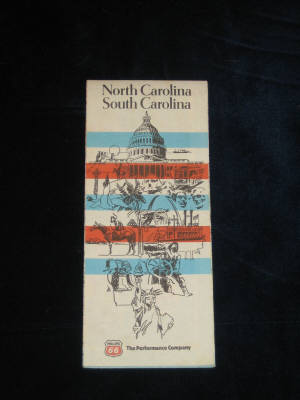 North Carolina
South Carolina
PHILLIPS
66
The Performance Company